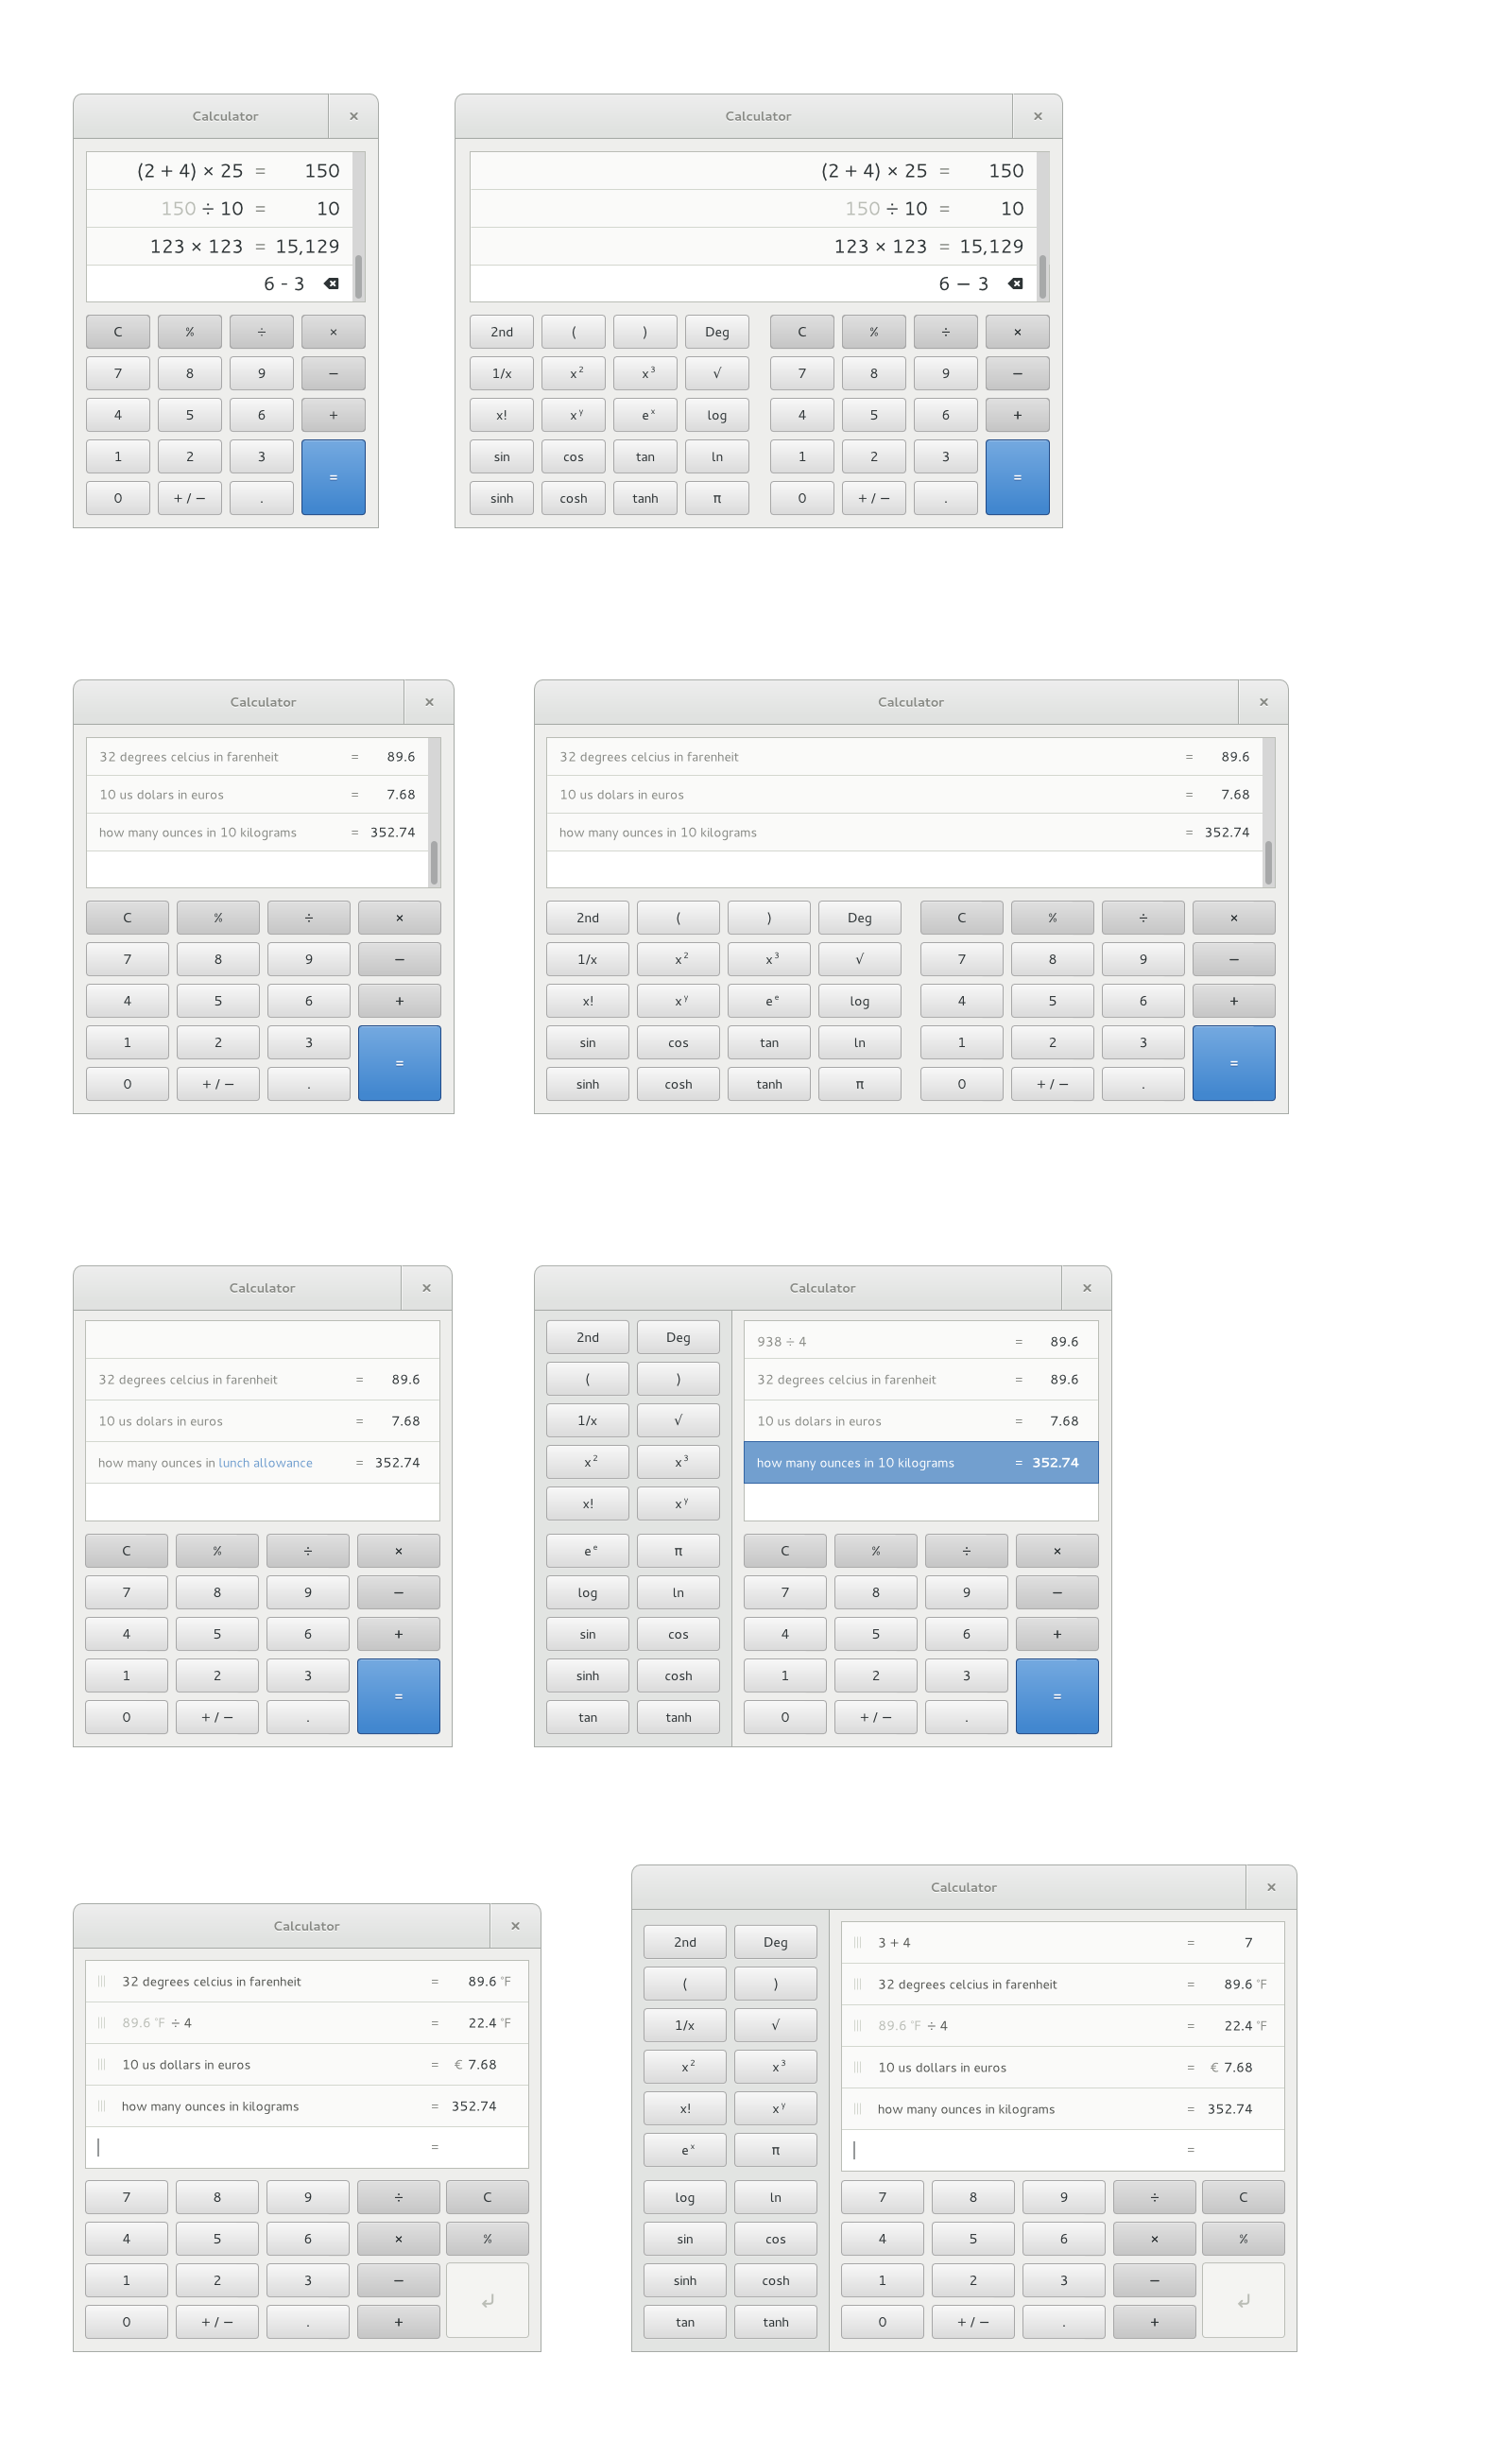 Calculator ×
(2 + 4) × 25 = 150
150 ÷ 10 = 10
123 × 123 = 15,129
6 - 3
C % ÷ ×
7 8 9 −
4 5 6 +
1 2 3 =
0 + / − .
Calculator ×
(2 + 4) × 25 = 150
150 ÷ 10 = 10
123 × 123 = 15,129
6 − 3
2nd ( ) Deg C % ÷ ×
1/x x² x³ √ 7 8 9 −
x! xʸ eˣ log 4 5 6 +
sin cos tan ln 1 2 3 =
sinh cosh tanh π 0 + / − .
Calculator ×
32 degrees celcius in farenheit = 89.6
10 us dolars in euros = 7.68
how many ounces in 10 kilograms = 352.74
C % ÷ ×
7 8 9 −
4 5 6 +
1 2 3 =
0 + / − .
Calculator ×
32 degrees celcius in farenheit = 89.6
10 us dolars in euros = 7.68
how many ounces in 10 kilograms = 352.74
2nd ( ) Deg C % ÷ ×
1/x x² x³ √ 7 8 9 −
x! xʸ eᵉ log 4 5 6 +
sin cos tan ln 1 2 3 =
sinh cosh tanh π 0 + / − .
Calculator ×
32 degrees celcius in farenheit = 89.6
10 us dolars in euros = 7.68
how many ounces in lunch allowance = 352.74
C % ÷ ×
7 8 9 −
4 5 6 +
1 2 3 =
0 + / − .
Calculator ×
2nd Deg
( )
1/x √
x² x³
x! xʸ
eᵉ π
log ln
sin cos
sinh cosh
tan tanh
938 ÷ 4 = 89.6
32 degrees celcius in farenheit = 89.6
10 us dolars in euros = 7.68
how many ounces in 10 kilograms = 352.74
C % ÷ ×
7 8 9 −
4 5 6 +
1 2 3 =
0 + / − .
Calculator ×
32 degrees celcius in farenheit = 89.6 °F
89.6 °F ÷ 4 = 22.4 °F
10 us dollars in euros = € 7.68
how many ounces in kilograms = 352.74
=
7 8 9 ÷ C
4 5 6 × %
1 2 3 −
0 + / − . +
Calculator ×
2nd Deg
( )
1/x √
x² x³
x! xʸ
eˣ π
log ln
sin cos
sinh cosh
tan tanh
3 + 4 = 7
32 degrees celcius in farenheit = 89.6 °F
89.6 °F ÷ 4 = 22.4 °F
10 us dollars in euros = € 7.68
how many ounces in kilograms = 352.74
=
7 8 9 ÷ C
4 5 6 × %
1 2 3 −
0 + / − . +